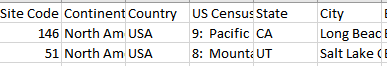 Site Code Continent Country US Census State City
146 North Am USA 9: Pacific CA Long Beac
51 North Am USA 8: Mounta UT Salt Lake